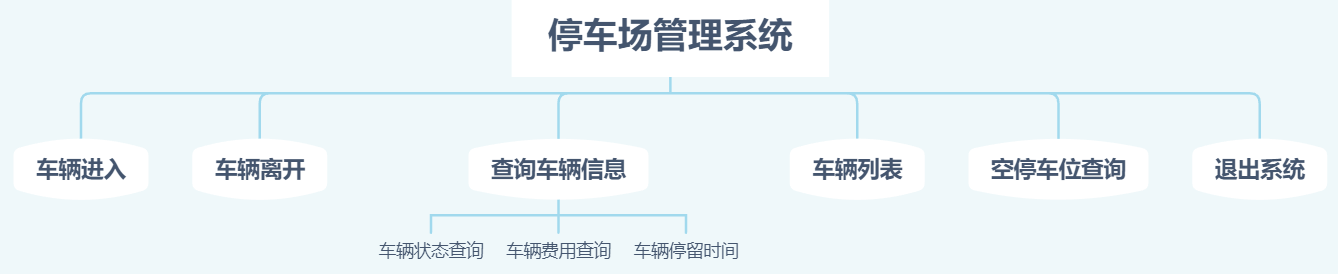 停车场管理系统
车辆进入
车辆离开
查询车辆信息
车辆列表
空停车位查询
退出系统
车辆状态查询
车辆费用查询
车辆停留时间